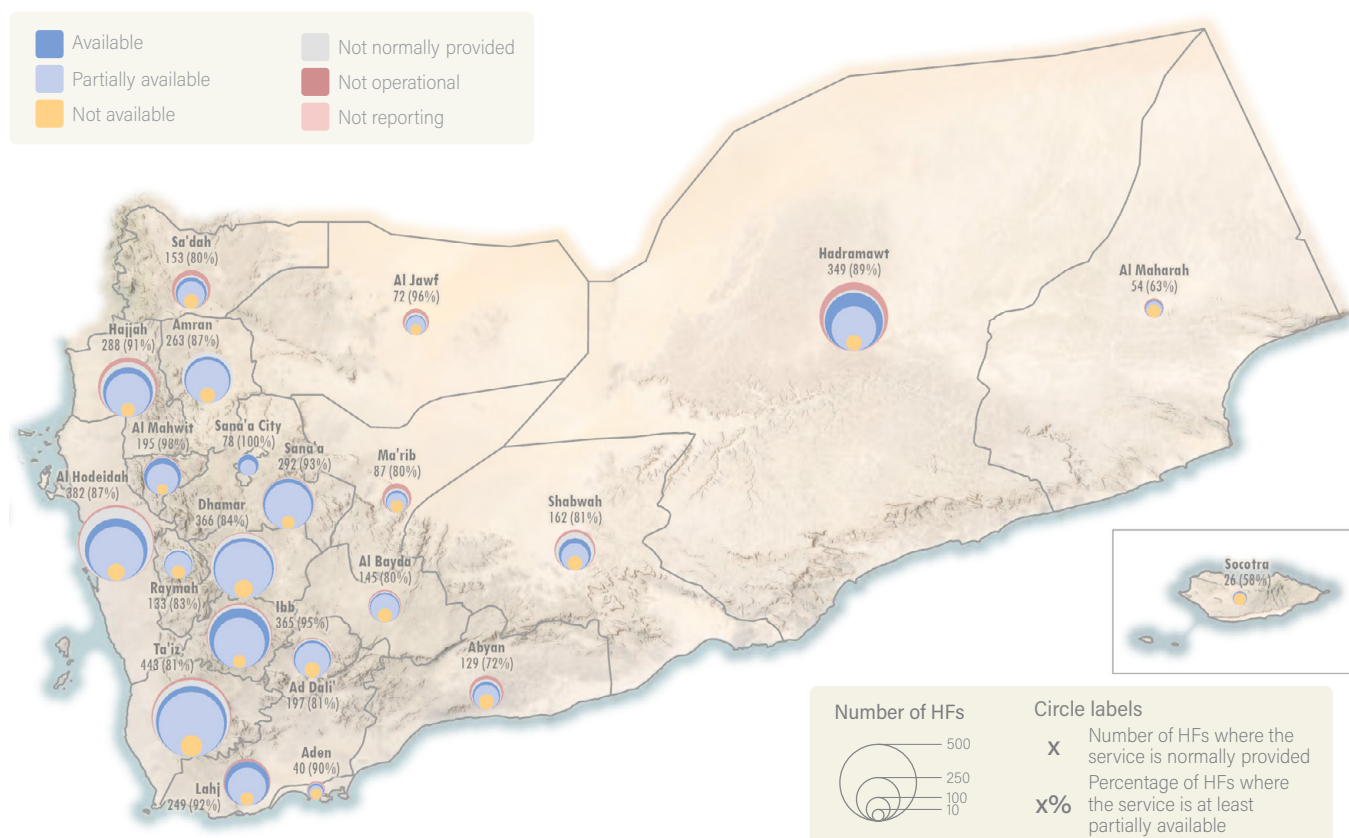 Available
Partially available
Not available
Not normally provided
Not operational
Not reporting
Sa'dah
153 (80%)
Al Jawf
72 (96%)
Hadramawt
349 (89%)
Al Maharah
54 (63%)
Hajjah
288 (91%)
Amran
263 (87%)
Al Mahwit
195 (98%)
Sana'a City
78 (100%)
Sana'a
292 (93%)
Ma'rib
87 (80%)
Al Hodeidah
382 (87%)
Dhamar
366 (84%)
Shabwah
162 (81%)
Al Bayda
145 (80%)
Raymah
133 (83%)
Ibb
365 (95%)
Socotra
26 (58%)
Ta'iz
443 (81%)
Ad Dali'
197 (81%)
Abyan
129 (72%)
Aden
40 (90%)
Lahj
249 (92%)
Number of HFs
500
250
100
10
Circle labels
x
Number of HFs where the
service is normally provided
x%
Percentage of HFs where
the service is at least
partially available